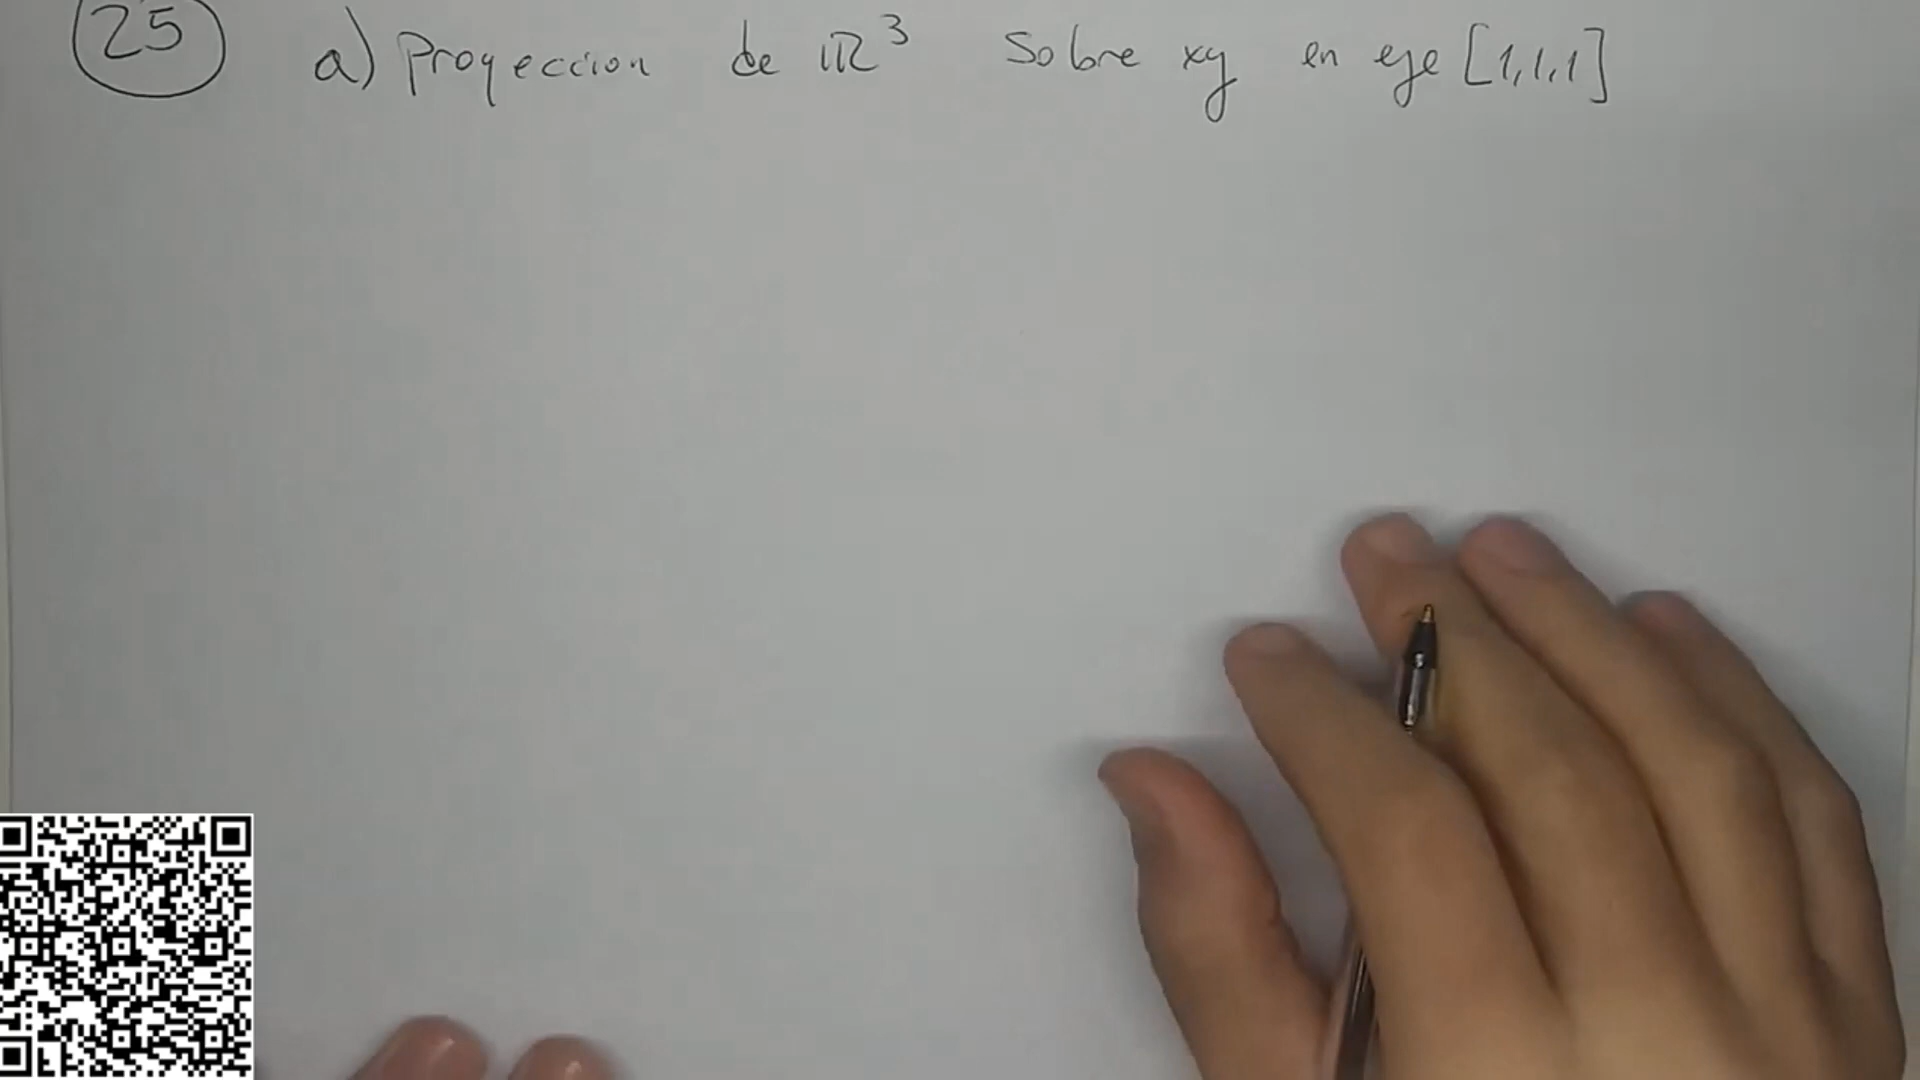 25 a) Proyeccion de ℝ³ Sobre xy en eje [1,1,1]